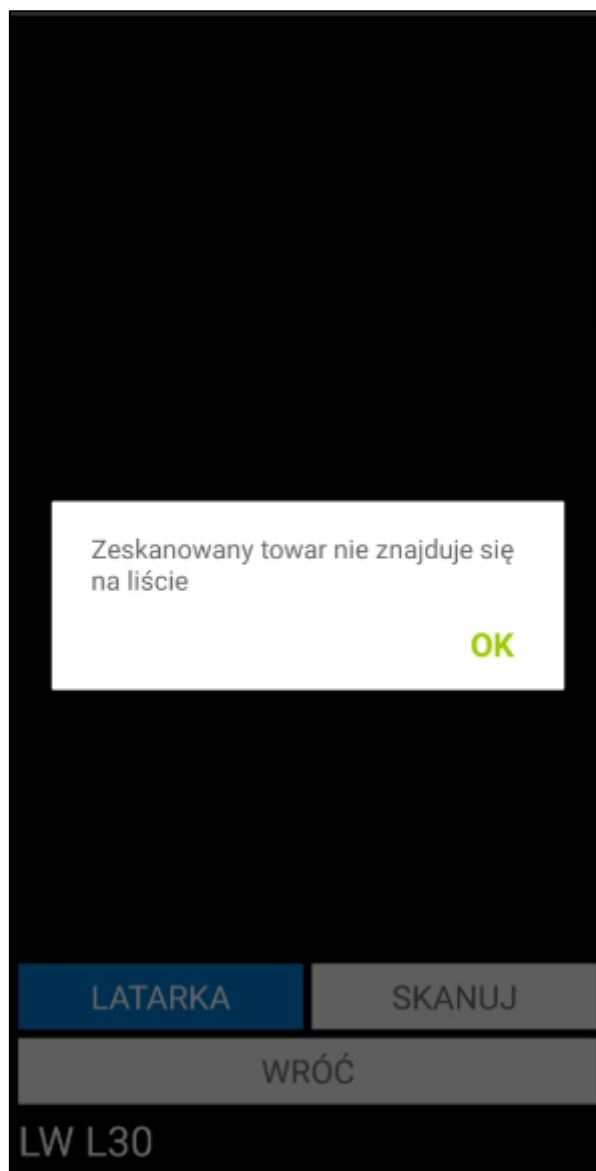 Zeskanowany towar nie znajduje się
na liście
OK
LATARKA SKANUJ
WRÓĆ
LW L30